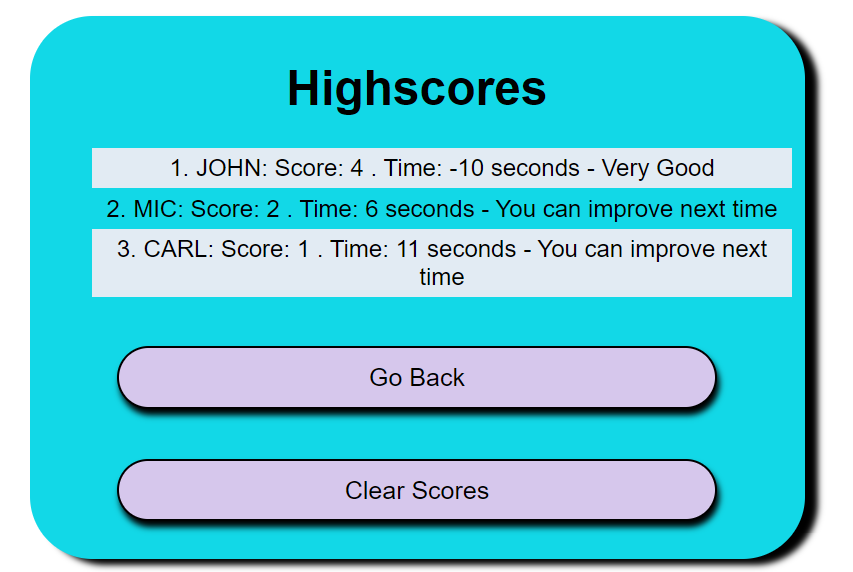 Highscores
1. JOHN: Score: 4 . Time: -10 seconds - Very Good
2. MIC: Score: 2 . Time: 6 seconds - You can improve next time
3. CARL: Score: 1 . Time: 11 seconds - You can improve next
time
Go Back
Clear Scores